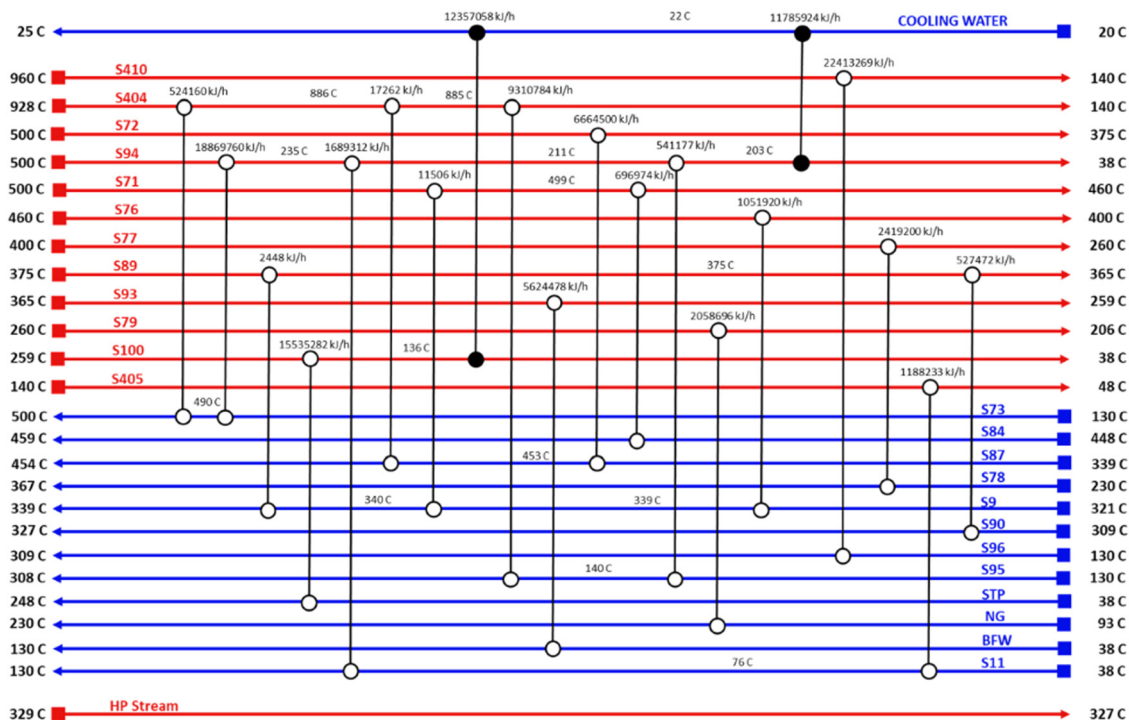 12357058 kJ/h 22 C 11785924 kJ/h
25 C COOLING WATER 20 C
22413269 kJ/h
960 C S410 140 C
524160 kJ/h 886 C 17262 kJ/h 885 C 9310784 kJ/h
928 C S404 140 C
6664500 kJ/h
500 C S72 375 C
18869760 kJ/h 235 C 1689312 kJ/h 211 C 541177 kJ/h 203 C
500 C S94 38 C
11506 kJ/h 499 C 696974 kJ/h
500 C S71 460 C
1051920 kJ/h
460 C S76 400 C
2419200 kJ/h
400 C S77 260 C
2448 kJ/h 375 C 527472 kJ/h
375 C S89 365 C
5624478 kJ/h
365 C S93 259 C
2058696 kJ/h
260 C S79 206 C
15535282 kJ/h 136 C
259 C S100 38 C
1188233 kJ/h
140 C S405 48 C
490 C
500 C S73 130 C
459 C S84 448 C
453 C
454 C S87 339 C
367 C S78 230 C
340 C 339 C
339 C S9 321 C
327 C S90 309 C
309 C S96 130 C
140 C
308 C S95 130 C
248 C STP 38 C
230 C NG 93 C
130 C BFW 38 C
76 C
130 C S11 38 C
329 C HP Stream 327 C